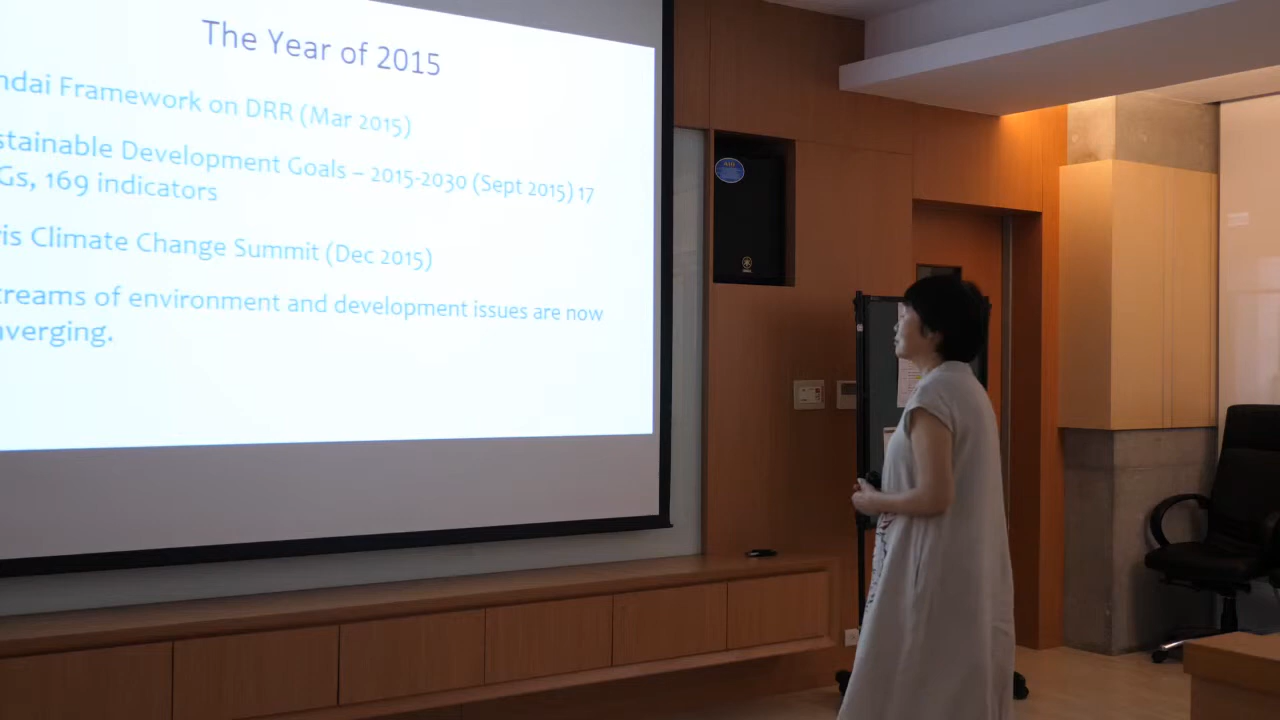 The Year of 2015
ndai Framework on DRR (Mar 2015)
stainable Development Goals – 2015-2030 (Sept 2015) 17
Gs, 169 indicators
ris Climate Change Summit (Dec 2015)
treams of environment and development issues are now
nverging.